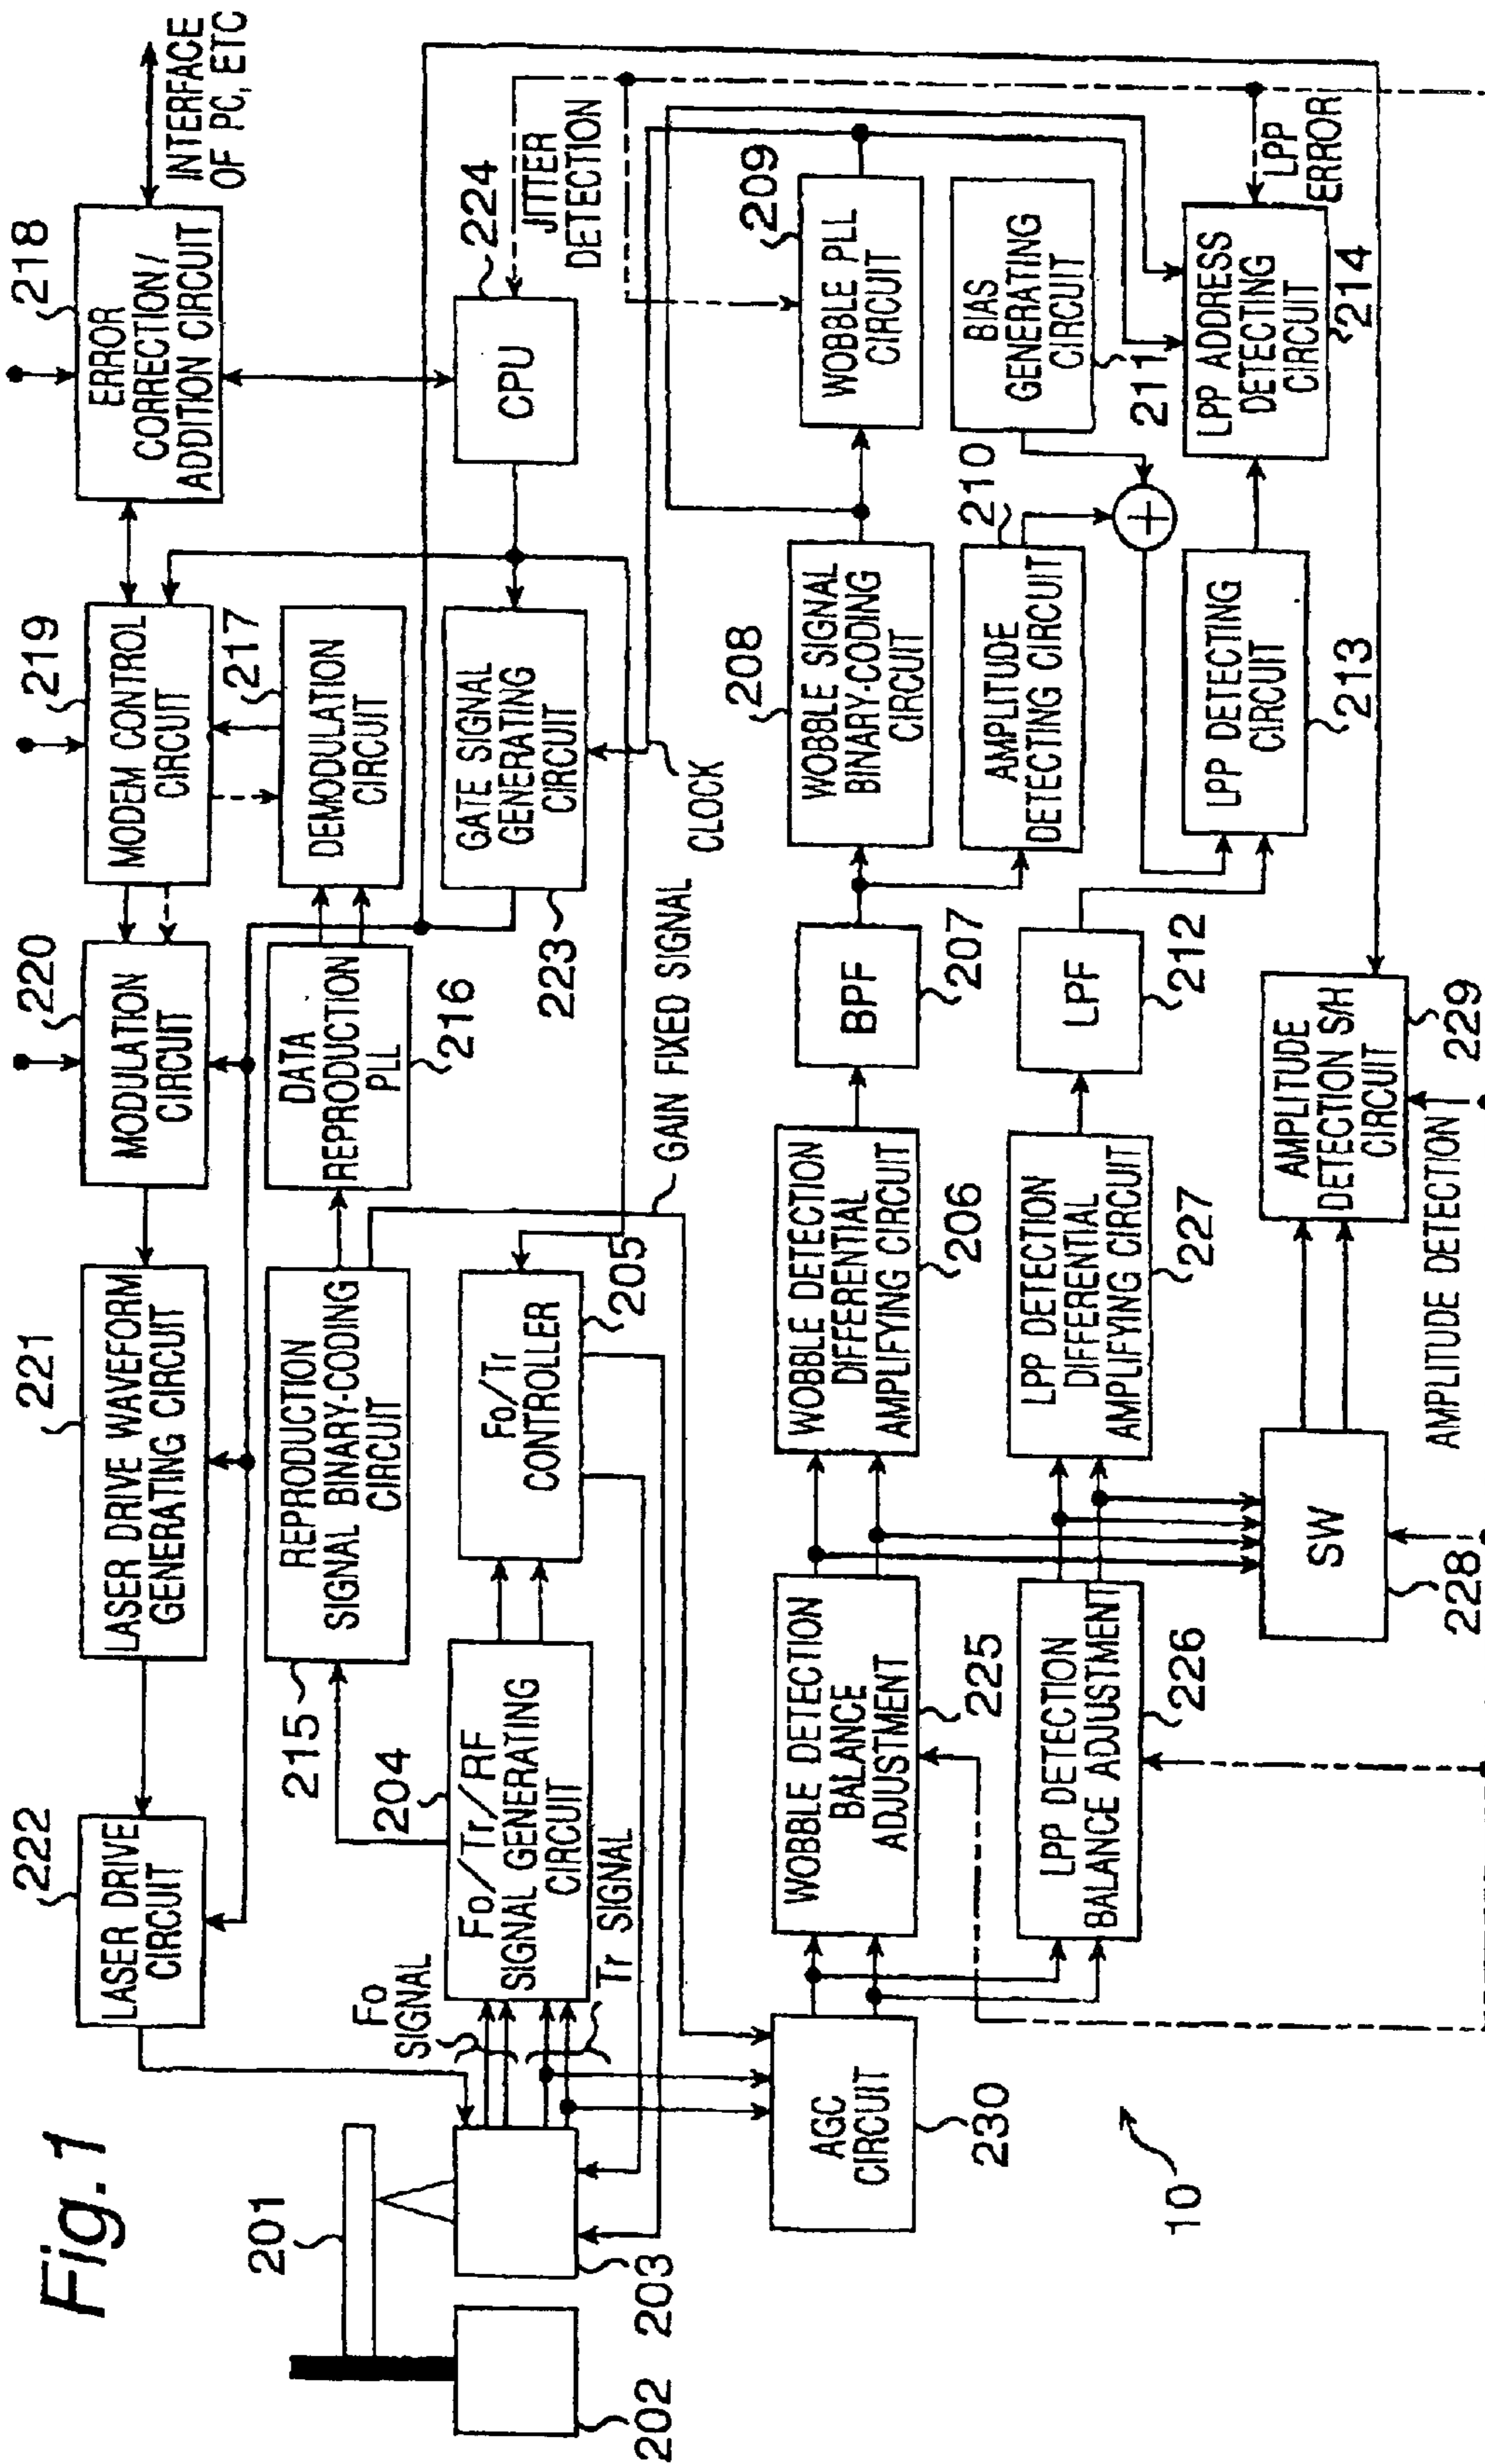 Fig.1
201
202
203
222
LASER DRIVE
CIRCUIT
221
LASER DRIVE WAVEFORM
GENERATING CIRCUIT
220
MODULATION
CIRCUIT
219
MODEM CONTROL
CIRCUIT
218
ERROR
CORRECTION/
ADDITION CIRCUIT
INTERFACE
OF PC, ETC
215
REPRODUCTION
SIGNAL BINARY-CODING
CIRCUIT
DATA
REPRODUCTION
PLL
216
217
DEMODULATION
CIRCUIT
Fo
SIGNAL
204
Fo/Tr/RF
SIGNAL GENERATING
CIRCUIT
Tr SIGNAL
Fo/Tr
CONTROLLER
205
GATE SIGNAL
GENERATING
CIRCUIT
223
CPU
224
JITTER
DETECTION
GAIN FIXED SIGNAL
CLOCK
AGC
CIRCUIT
230
WOBBLE DETECTION
BALANCE
ADJUSTMENT
225
WOBBLE DETECTION
DIFFERENTIAL
AMPLIFYING CIRCUIT
206
BPF
207
208
WOBBLE SIGNAL
BINARY-CODING
CIRCUIT
209
WOBBLE PLL
CIRCUIT
AMPLITUDE
DETECTING CIRCUIT
210
BIAS
GENERATING
CIRCUIT
211
LPP DETECTION
BALANCE ADJUSTMENT
226
LPP DETECTION
DIFFERENTIAL
AMPLIFYING CIRCUIT
227
LPF
212
LPP DETECTING
CIRCUIT
213
LPP ADDRESS
DETECTING
CIRCUIT
214
LPP
ERROR
SW
228
AMPLITUDE
DETECTION S/H
CIRCUIT
229
AMPLITUDE DETECTION
10